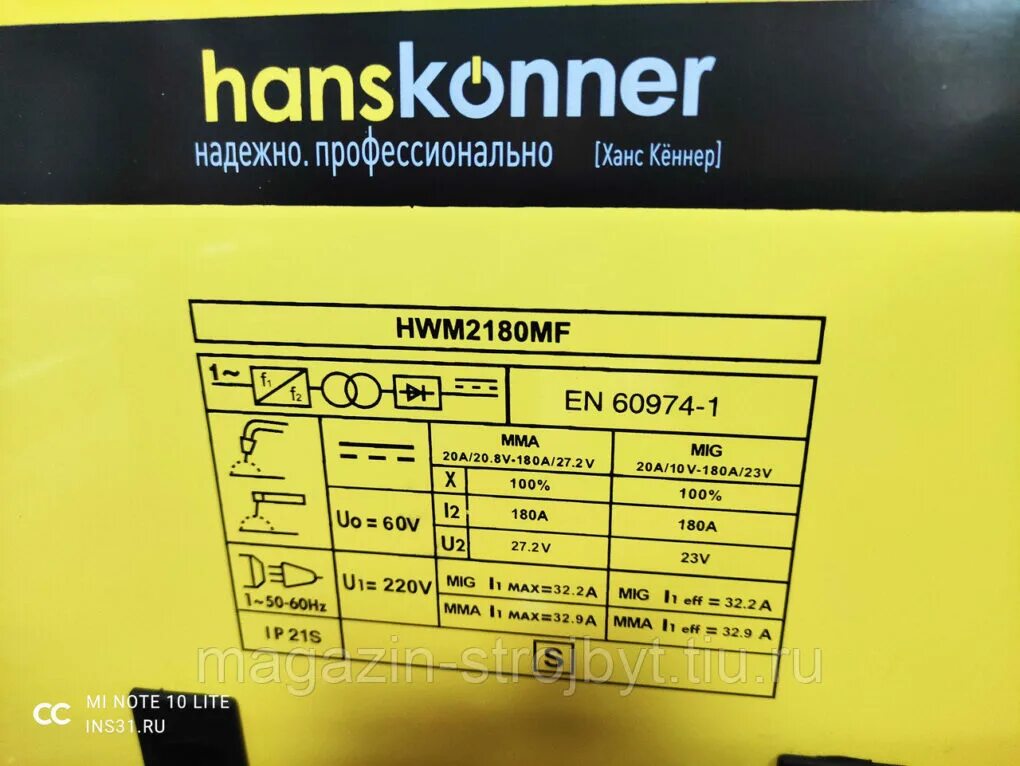 hanskönner
надежно. профессионально [Ханс Кённер]
HWM2180MF
1~ f1 f2
EN 60974-1
MMA
20A/20.8V-180A/27.2V
MIG
20A/10V-180A/23V
X 100% 100%
Uo = 60V
I2 180A 180A
U2 27.2V 23V
1~50-60Hz
U1= 220V
MIG I1 MAX=32.2A MIG I1 eff = 32.2A
MMA I1 MAX=32.9A MMA I1 eff = 32.9 A
IP21S
S
magazin-strojbyt.tiu.ru
MI NOTE 10 LITE
INS31.RU